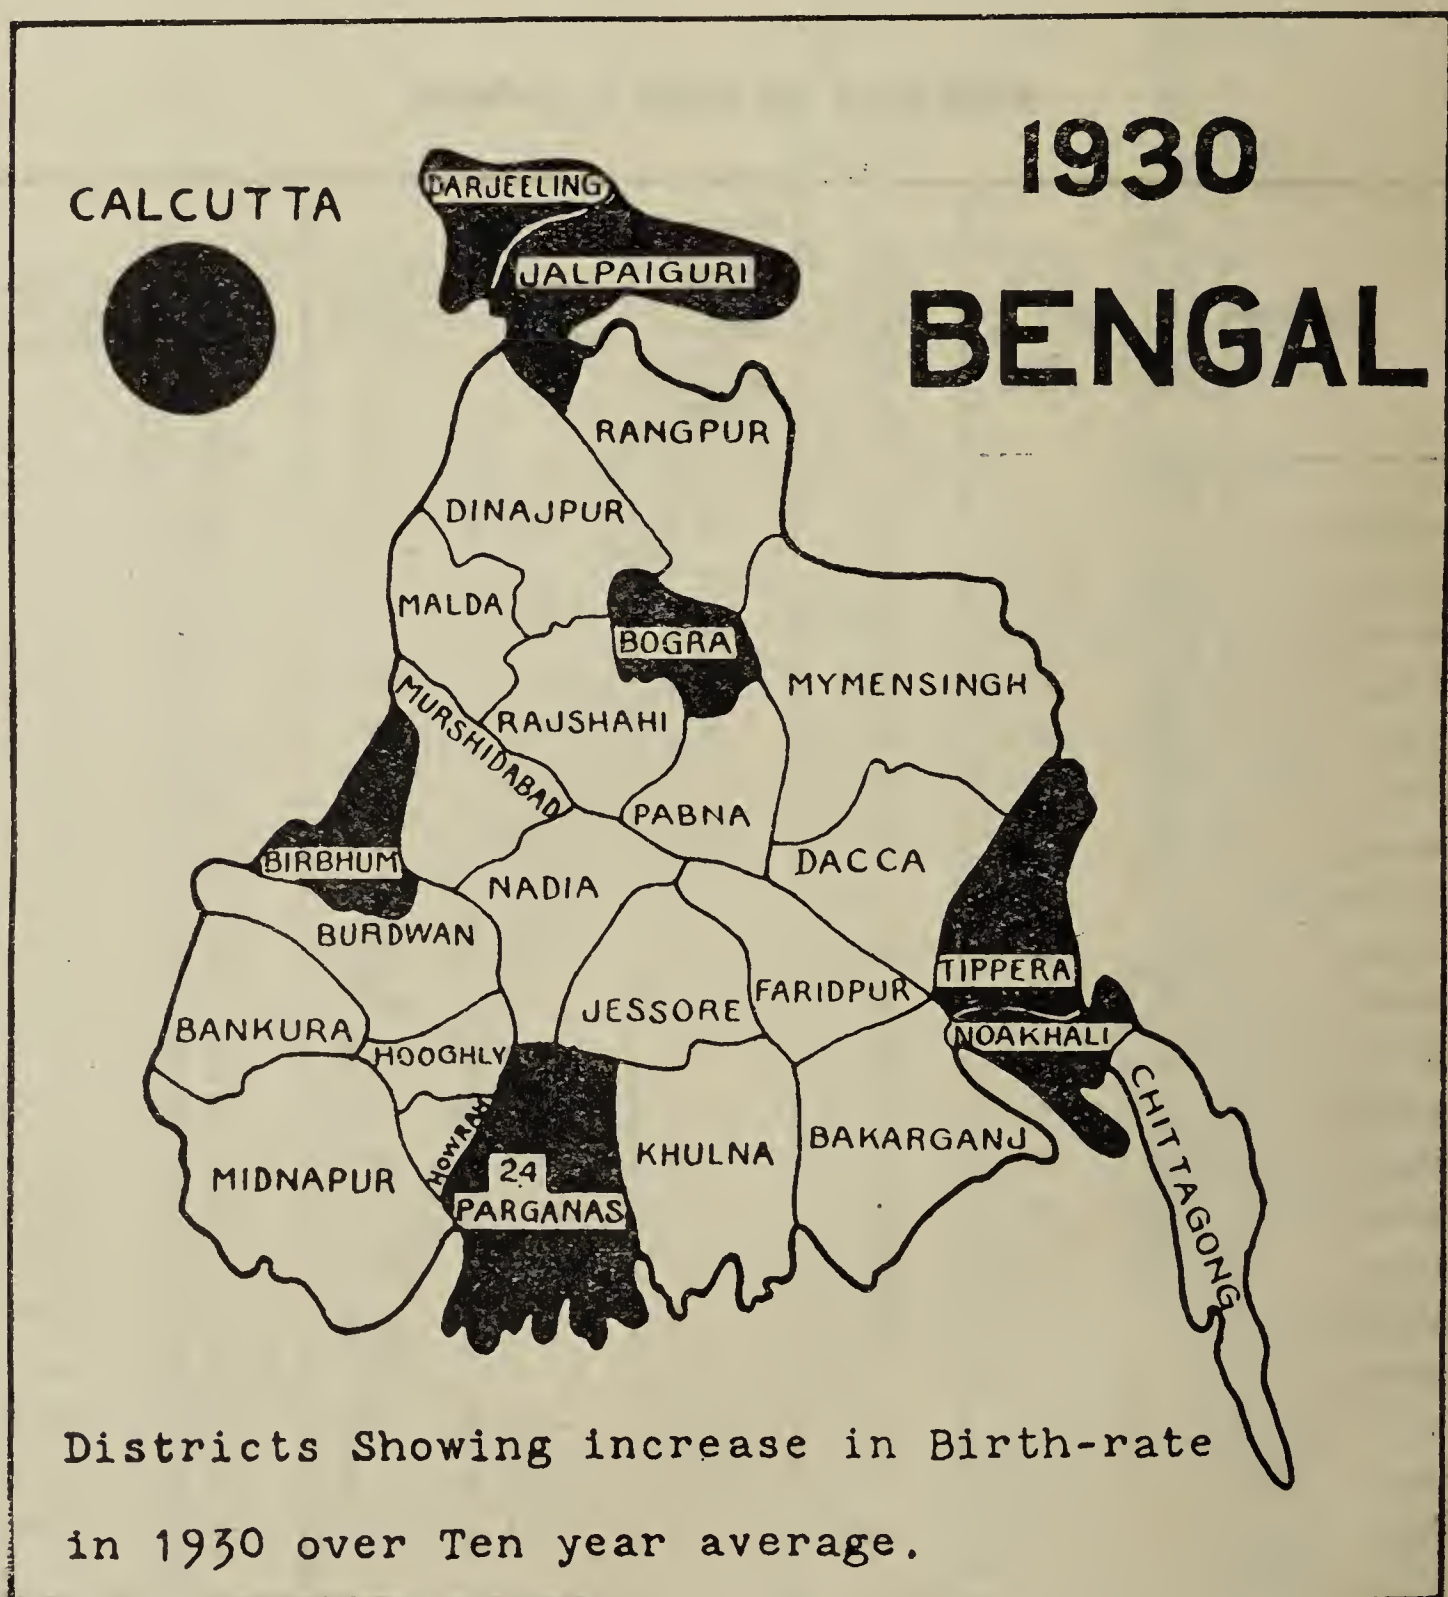 1930
BENGAL
CALCUTTA
DARJEELING
JALPAIGURI
RANGPUR
DINAJPUR
MALDA
BOGRA
MYMENSINGH
MURSHIDABAD
RAJSHAHI
PABNA
BIRBHUM
DACCA
NADIA
BURDWAN
TIPPERA
FARIDPUR
JESSORE
BANKURA
NOAKHALI
HOOGHLY
CHITTAGONG
HOWRAH
BAKARGANJ
KHULNA
MIDNAPUR
24
PARGANAS
Districts Showing increase in Birth-rate
in 1930 over Ten year average.